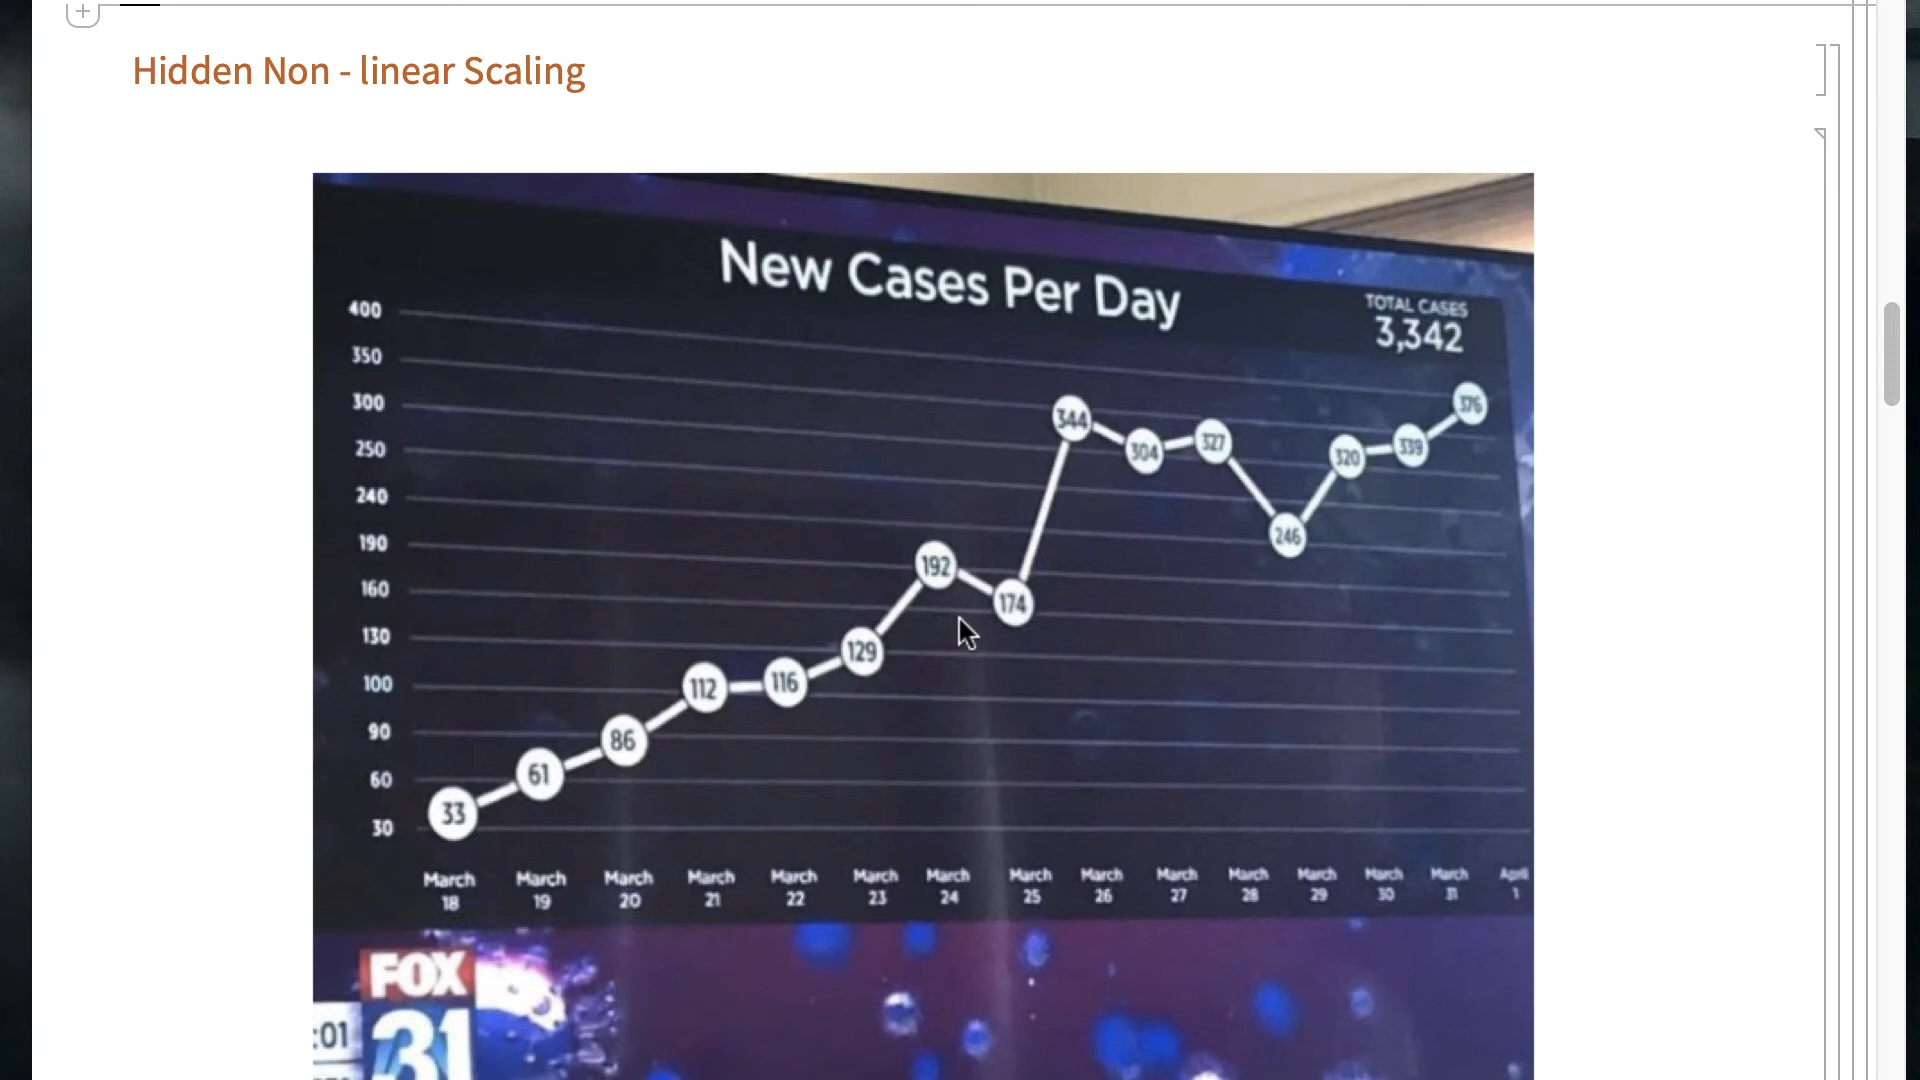 Hidden Non - linear Scaling
New Cases Per Day
TOTAL CASES
3,342
400
350
300
250
240
190
160
130
100
90
60
30
33
61
86
112
116
129
192
174
344
304
327
246
320
339
376
March 18
March 19
March 20
March 21
March 22
March 23
March 24
March 25
March 26
March 27
March 28
March 29
March 30
March 31
April 1
FOX
31
:01